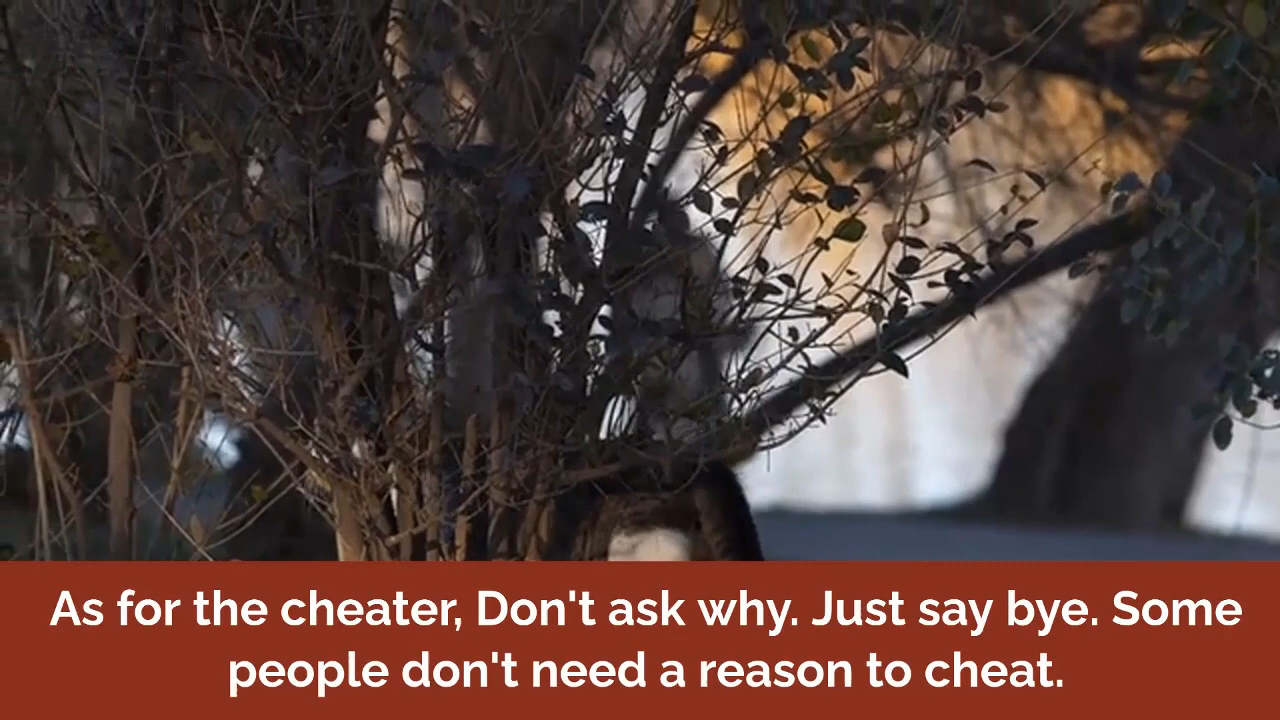 As for the cheater, Don't ask why. Just say bye. Some
people don't need a reason to cheat.